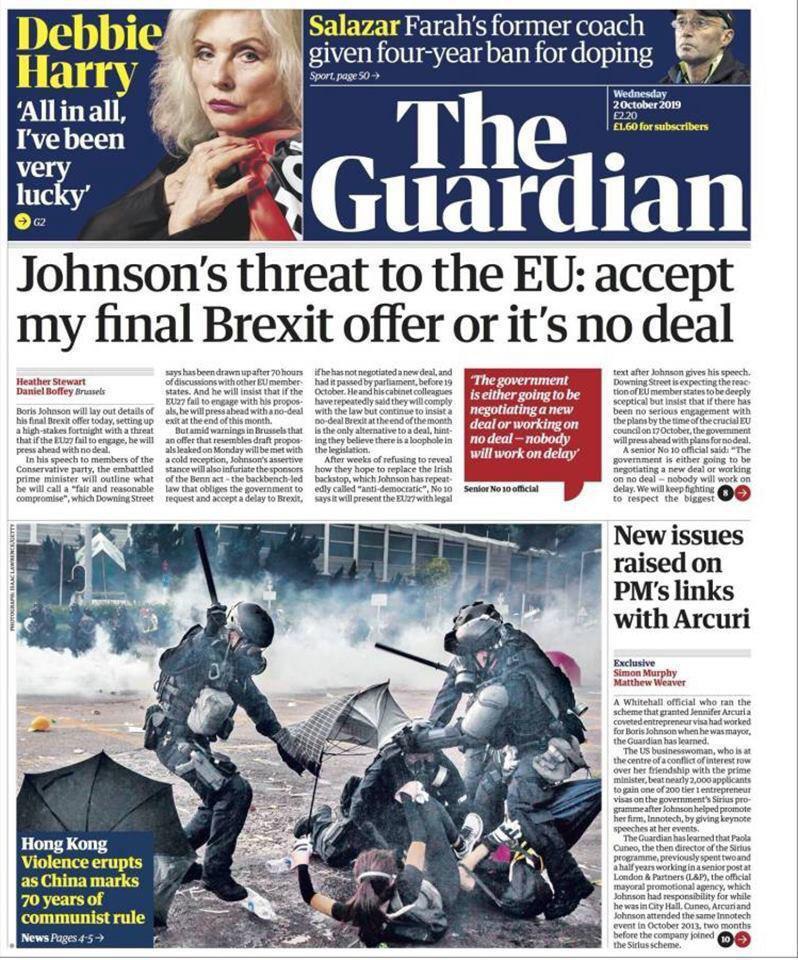 Debbie
Harry
‘All in all,
I’ve been
very
lucky’
G2
Salazar Farah’s former coach
given four-year ban for doping
Sport, page 50 →
Wednesday
2 October 2019
£2.20
£1.60 for subscribers
The
Guardian
Johnson’s threat to the EU: accept
my final Brexit offer or it’s no deal
Heather Stewart
Daniel Boffey Brussels
Boris Johnson will lay out details of
his final Brexit offer today, setting up
a high-stakes fortnight with a threat
that if the EU27 fail to engage, he will
press ahead with no deal.
In his speech to members of the
Conservative party, the embattled
prime minister will outline what
he will call a “fair and reasonable
compromise”, which Downing Street
says has been drawn up after 70 hours
of discussions with other EU member-
states. And he will insist that if the
EU27 fail to engage with his propos-
als, he will press ahead with a no-deal
exit at the end of this month.
But amid warnings in Brussels that
an offer that resembles draft propos-
als leaked on Monday will be met with
a cold reception, Johnson’s assertive
stance will also infuriate the sponsors
of the Benn act – the backbench-led
law that obliges the government to
request and accept a delay to Brexit,
if he has not negotiated a new deal, and
had it passed by parliament, before 19
October. He and his cabinet colleagues
have repeatedly said they will comply
with the law but continue to insist a
no-deal Brexit at the end of the month
is the only alternative to a deal, hint-
ing they believe there is a loophole in
the legislation.
After weeks of refusing to reveal
how they hope to replace the Irish
backstop, which Johnson has repeat-
edly called “anti-democratic”, No 10
says it will present the EU27 with legal
‘The government
is either going to be
negotiating a new
deal or working on
no deal – nobody
will work on delay’
Senior No 10 official
text after Johnson gives his speech.
Downing Street is expecting the reac-
tion of EU member states to be deeply
sceptical but insist that if there has
been no serious engagement with
the plans by the time of the crucial EU
council on 17 October, the government
will press ahead with plans for no deal.
A senior No 10 official said: “The
government is either going to be
negotiating a new deal or working
on no deal – nobody will work on
delay. We will keep fighting
to respect the biggest
8 →
PHOTOGRAPH: ISAAC LAWRENCE/GETTY
Hong Kong
Violence erupts
as China marks
70 years of
communist rule
News Pages 4-5 →
New issues
raised on
PM’s links
with Arcuri
Exclusive
Simon Murphy
Matthew Weaver
A Whitehall official who ran the
scheme that granted Jennifer Arcuri a
coveted entrepreneur visa had worked
for Boris Johnson when he was mayor,
the Guardian has learned.
The US businesswoman, who is at
the centre of a conflict of interest row
over her friendship with the prime
minister, beat nearly 2,000 applicants
to gain one of 200 tier 1 entrepreneur
visas on the government’s Sirius pro-
gramme after Johnson helped promote
her firm, Innotech, by giving keynote
speeches at her events.
The Guardian has learned that Paola
Cuneo, the then director of the Sirius
programme, previously spent two and
a half years working in a senior post at
London & Partners (L&P), the official
mayoral promotional agency, which
Johnson had responsibility for while
he was in City Hall. Cuneo, Arcuri and
Johnson attended the same Innotech
event in October 2013, two months
before the company joined
the Sirius scheme.
10 →